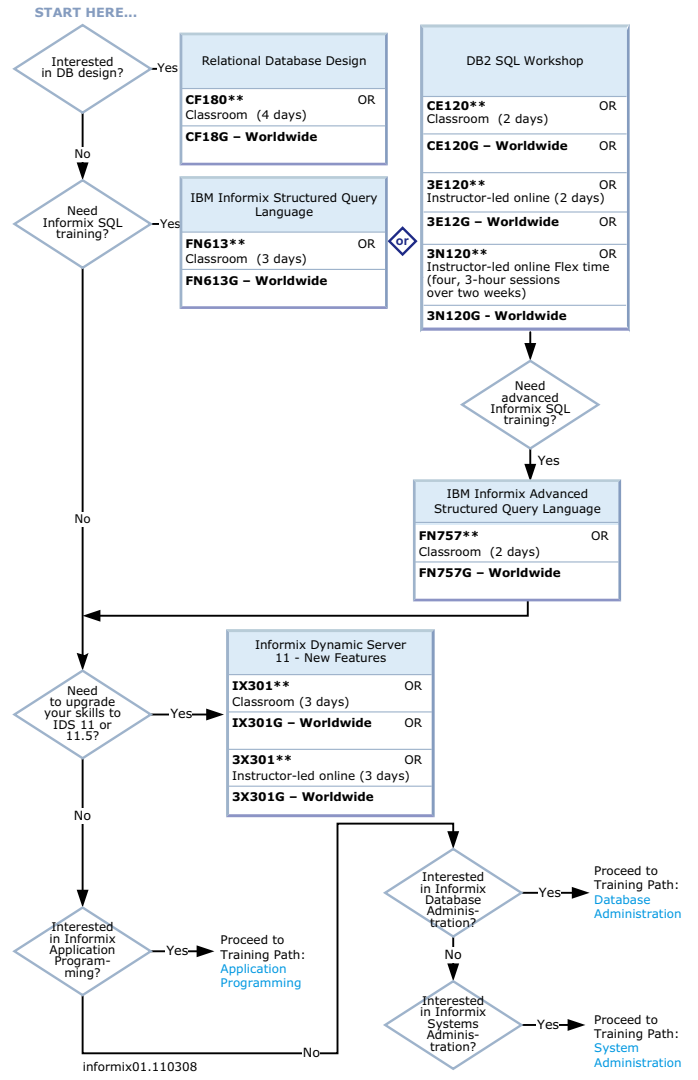 START HERE...
Interested
in DB design?
Yes
Relational Database Design
CF180** OR
Classroom (4 days)
CF18G – Worldwide
DB2 SQL Workshop
CE120** OR
Classroom (2 days)
CE120G – Worldwide OR
3E120** OR
Instructor-led online (2 days)
3E12G – Worldwide OR
3N120** OR
Instructor-led online Flex time
(four, 3-hour sessions
over two weeks)
3N120G - Worldwide
No
Need
Informix SQL
training?
Yes
IBM Informix Structured Query
Language
FN613** OR
Classroom (3 days)
FN613G – Worldwide
or
Need
advanced
Informix SQL
training?
Yes
IBM Informix Advanced
Structured Query Language
FN757** OR
Classroom (2 days)
FN757G – Worldwide
No
Need
to upgrade
your skills to
IDS 11 or
11.5?
Yes
Informix Dynamic Server
11 - New Features
IX301** OR
Classroom (3 days)
IX301G – Worldwide OR
3X301** OR
Instructor-led online (3 days)
3X301G – Worldwide
No
Interested
in Informix
Application
Program-
ming?
Yes
Proceed to
Training Path:
Application
Programming
No
Interested
in Informix
Database
Adminis-
tration?
Yes
Proceed to
Training Path:
Database
Administration
No
Interested
in Informix
Systems
Adminis-
tration?
Yes
Proceed to
Training Path:
System
Administration
informix01.110308